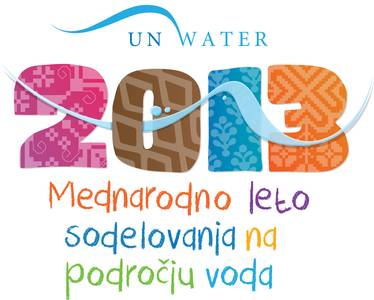 UN WATER
2013
Mednarodno leto
sodelovanja na
področju voda